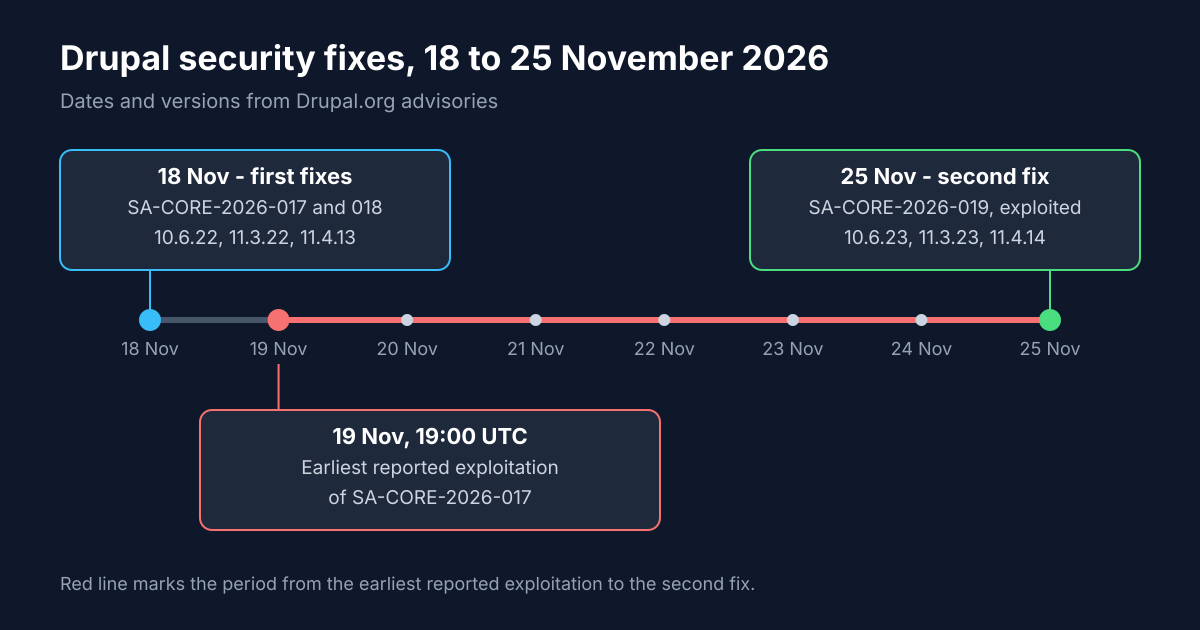 Drupal security fixes, 18 to 25 November 2026
Dates and versions from Drupal.org advisories
18 Nov - first fixes
SA-CORE-2026-017 and 018
10.6.22, 11.3.22, 11.4.13
25 Nov - second fix
SA-CORE-2026-019, exploited
10.6.23, 11.3.23, 11.4.14
18 Nov
19 Nov
20 Nov
21 Nov
22 Nov
23 Nov
24 Nov
25 Nov
19 Nov, 19:00 UTC
Earliest reported exploitation
of SA-CORE-2026-017
Red line marks the period from the earliest reported exploitation to the second fix.